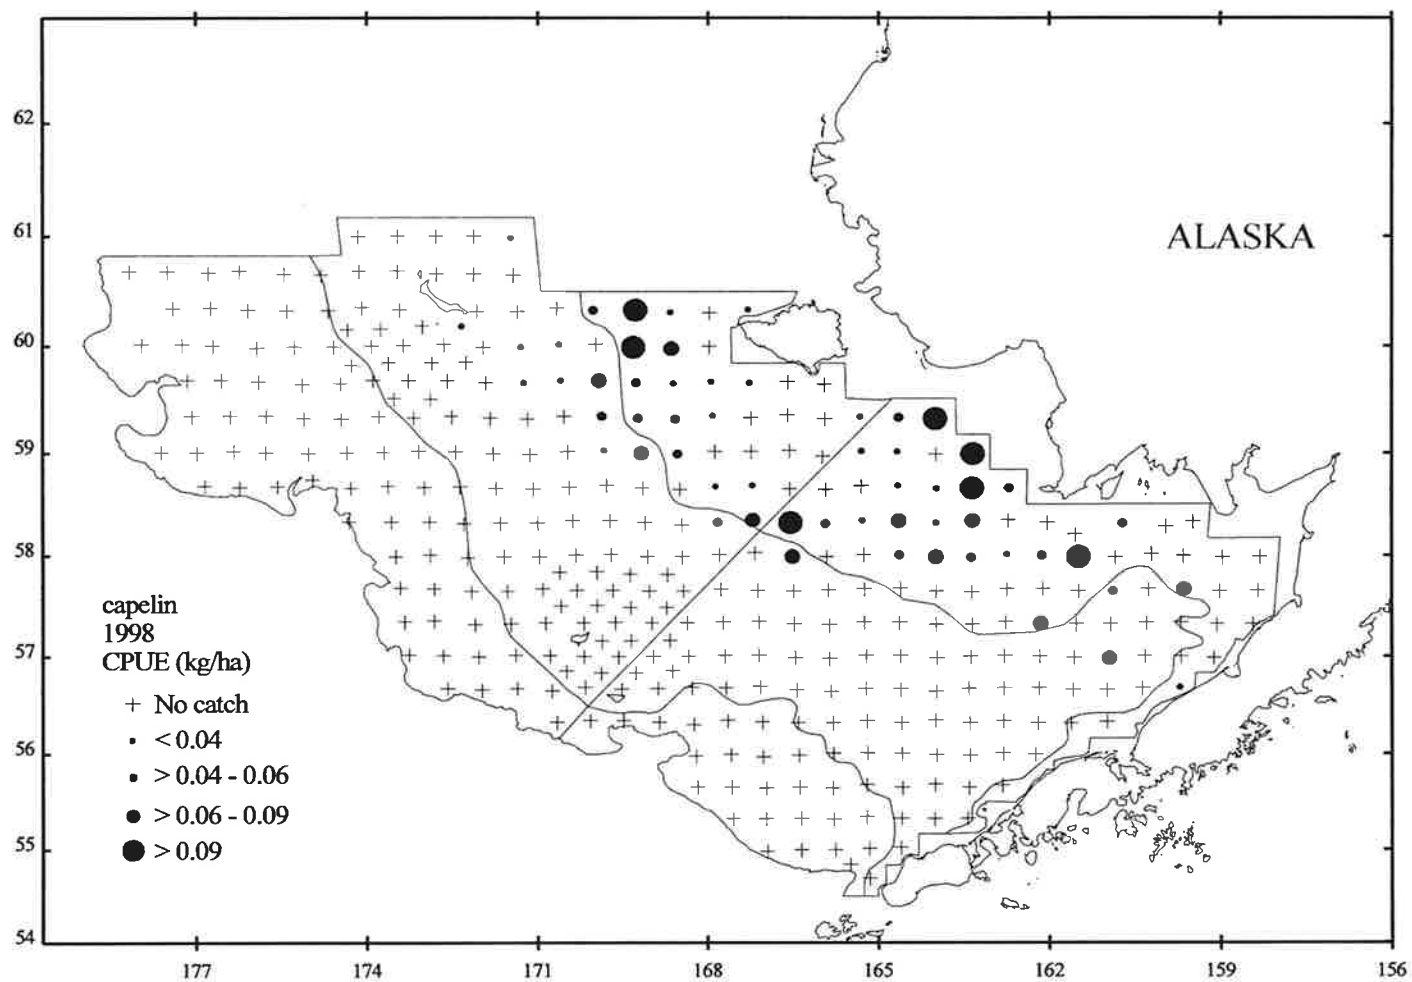 62
61
ALASKA
60
59
58
capelin
1998
57
CPUE (kg/ha)
+ No catch
< 0.04
> 0.04 - 0.06
56
> 0.06 - 0.09
> 0.09
55
54
177 174 171 168 165 162 159 156